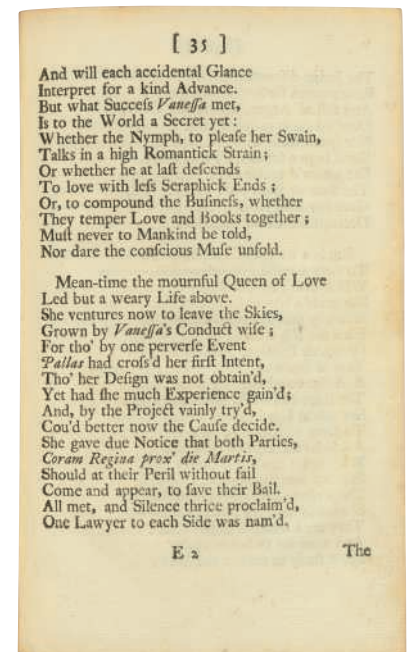 [ 35 ]
And will each accidental Glance
Interpret for a kind Advance.
But what Succeſs Vaneſſa met,
Is to the World a Secret yet:
Whether the Nymph, to pleaſe her Swain,
Talks in a high Romantick Strain;
Or whether he at laſt deſcends
To love with leſs Seraphick Ends;
Or, to compound the Buſineſs, whether
They temper Love and Books together;
Muſt never to Mankind be told,
Nor dare the conſcious Muſe unfold.
Mean-time the mournful Queen of Love
Led but a weary Life above.
She ventures now to leave the Skies,
Grown by Vaneſſa's Conduct wiſe;
For tho' by one perverſe Event
Pallas had croſs'd her firſt Intent,
Tho' her Deſign was not obtain'd,
Yet had ſhe much Experience gain'd;
And, by the Project vainly try'd,
Cou'd better now the Cauſe decide.
She gave due Notice that both Parties,
Coram Regina prox' die Martis,
Should at their Peril without fail
Come and appear, to ſave their Bail.
All met, and Silence thrice proclaim'd,
One Lawyer to each Side was nam'd.
E 2 The